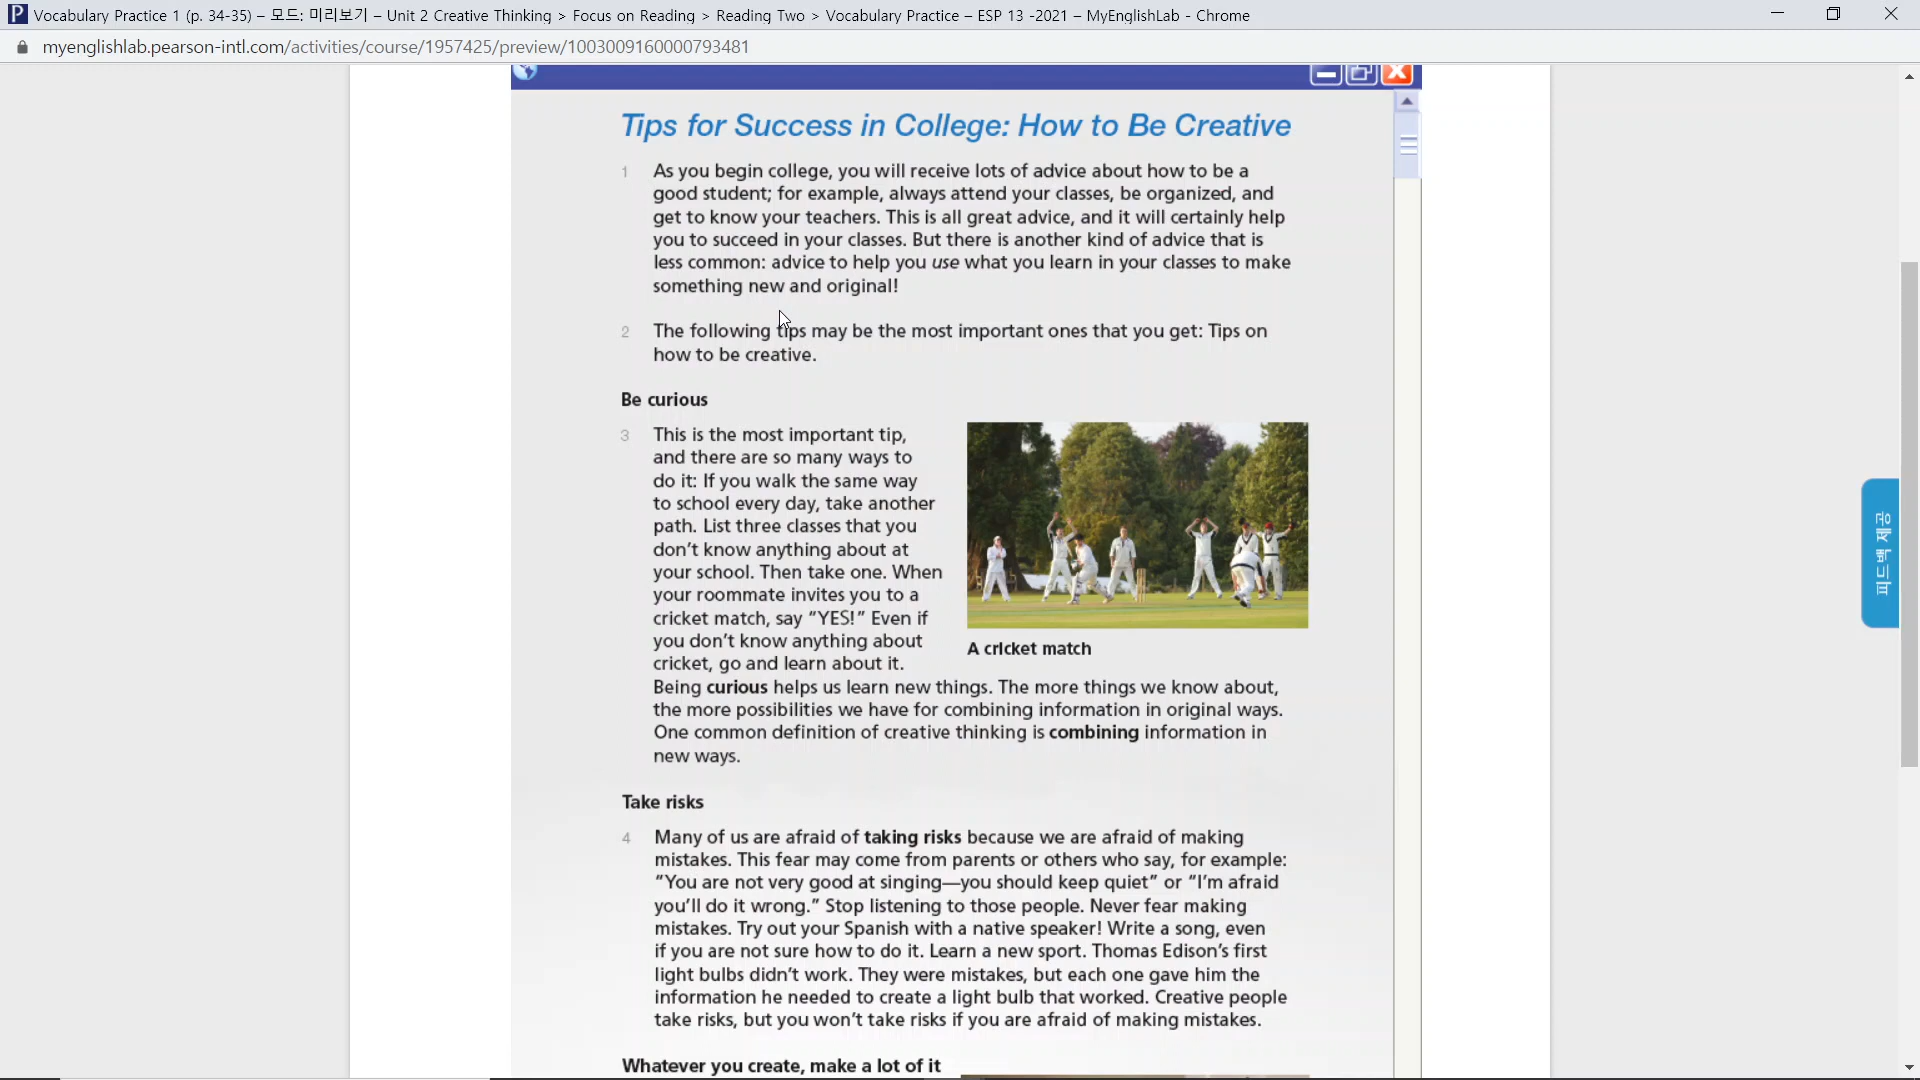 Vocabulary Practice 1 (p. 34-35) – 모드: 미리보기 – Unit 2 Creative Thinking > Focus on Reading > Reading Two > Vocabulary Practice – ESP 13 -2021 – MyEnglishLab - Chrome
myenglishlab.pearson-intl.com/activities/course/1957425/preview/1003009160000793481
Tips for Success in College: How to Be Creative
1 As you begin college, you will receive lots of advice about how to be a
good student; for example, always attend your classes, be organized, and
get to know your teachers. This is all great advice, and it will certainly help
you to succeed in your classes. But there is another kind of advice that is
less common: advice to help you use what you learn in your classes to make
something new and original!
2 The following tips may be the most important ones that you get: Tips on
how to be creative.
Be curious
3 This is the most important tip,
and there are so many ways to
do it: If you walk the same way
to school every day, take another
path. List three classes that you
don't know anything about at
your school. Then take one. When
your roommate invites you to a
cricket match, say "YES!" Even if
you don't know anything about
cricket, go and learn about it.
Being curious helps us learn new things. The more things we know about,
the more possibilities we have for combining information in original ways.
One common definition of creative thinking is combining information in
new ways.
A cricket match
Take risks
4 Many of us are afraid of taking risks because we are afraid of making
mistakes. This fear may come from parents or others who say, for example:
"You are not very good at singing—you should keep quiet" or "I'm afraid
you'll do it wrong." Stop listening to those people. Never fear making
mistakes. Try out your Spanish with a native speaker! Write a song, even
if you are not sure how to do it. Learn a new sport. Thomas Edison's first
light bulbs didn't work. They were mistakes, but each one gave him the
information he needed to create a light bulb that worked. Creative people
take risks, but you won't take risks if you are afraid of making mistakes.
Whatever you create, make a lot of it
피드백 제공